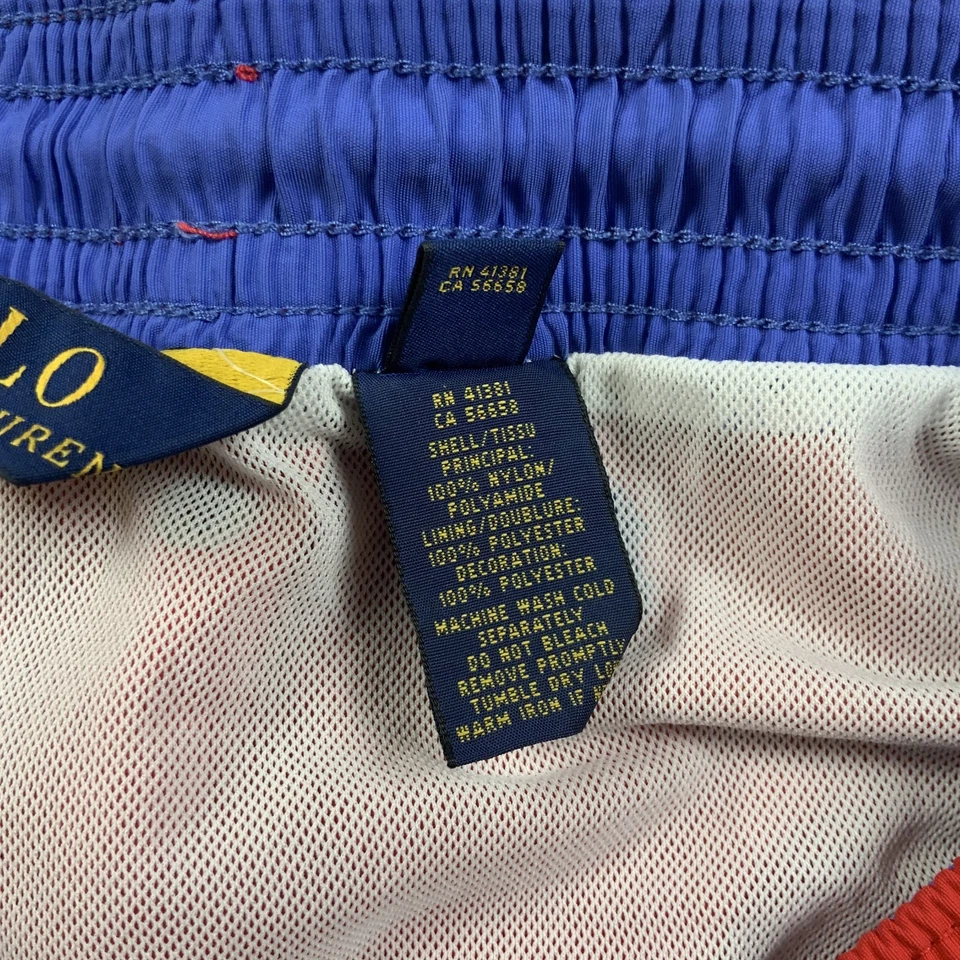 LO
UREN
RN 41381
CA 56658
RN 41381
CA 56658
SHELL/TISSU
PRINCIPAL:
100% NYLON/
POLYAMIDE
LINING/DOUBLURE:
100% POLYESTER
DECORATION:
100% POLYESTER
MACHINE WASH COLD
SEPARATELY
DO NOT BLEACH
REMOVE PROMPTLY
TUMBLE DRY LO
WARM IRON IF N